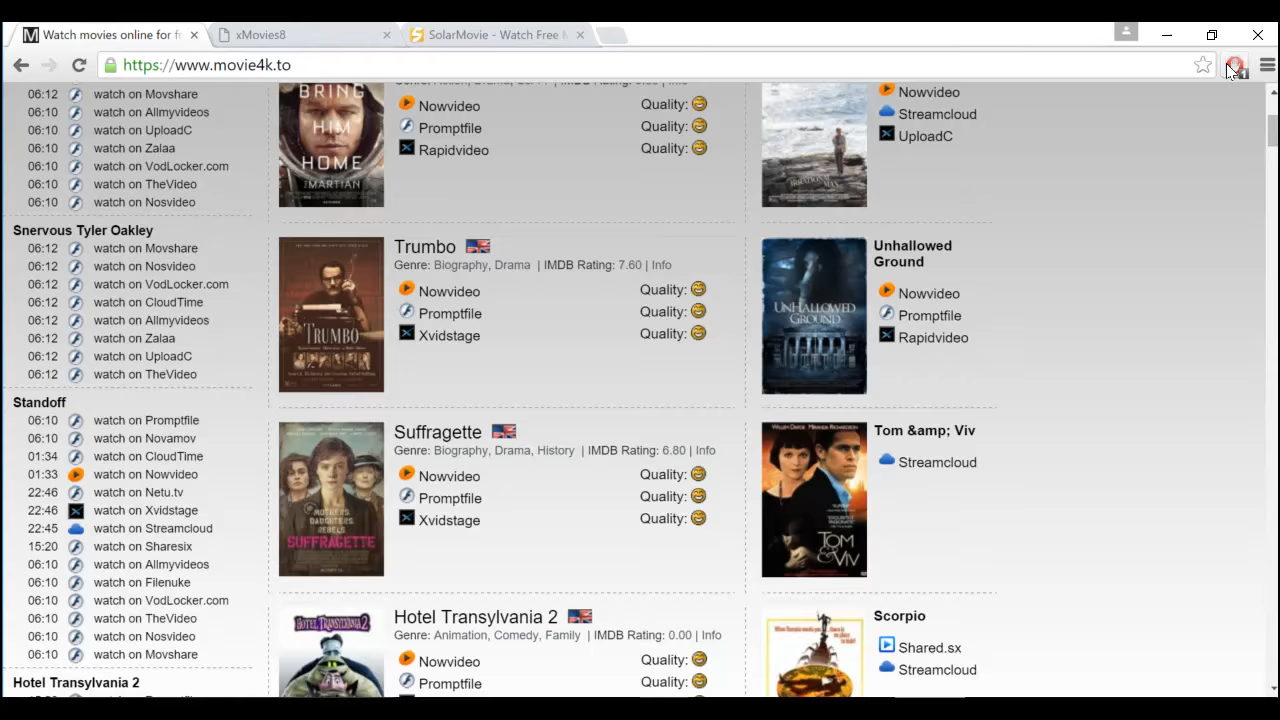 Watch movies online for fr
xMovies8
SolarMovie - Watch Free M
https://www.movie4k.to
06:12 watch on Movshare
06:10 watch on Allmyvideos
06:10 watch on UploadC
06:10 watch on Zalaa
06:10 watch on VodLocker.com
06:10 watch on TheVideo
06:10 watch on Nosvideo
Snervous Tyler Oakley
06:12 watch on Movshare
06:12 watch on Nosvideo
06:12 watch on VodLocker.com
06:12 watch on CloudTime
06:12 watch on Allmyvideos
06:12 watch on Zalaa
06:12 watch on UploadC
06:12 watch on TheVideo
Standoff
06:10 watch on Promptfile
06:10 watch on Novamov
01:34 watch on CloudTime
01:33 watch on Nowvideo
22:46 watch on Netu.tv
22:46 watch on Xvidstage
22:45 watch on Streamcloud
15:20 watch on Sharesix
06:10 watch on Allmyvideos
06:10 watch on Filenuke
06:10 watch on VodLocker.com
06:10 watch on TheVideo
06:10 watch on Nosvideo
06:10 watch on Movshare
Hotel Transylvania 2
BRING
HIM
HOME
THE MARTIAN
Nowvideo Quality:
Promptfile Quality:
Rapidvideo Quality:
TRUMBO
Trumbo
Genre: Biography, Drama | IMDB Rating: 7.60 | Info
Nowvideo Quality:
Promptfile Quality:
Xvidstage Quality:
MOTHERS.
DAUGHTERS.
REBELS.
SUFFRAGETTE
Suffragette
Genre: Biography, Drama, History | IMDB Rating: 6.80 | Info
Nowvideo Quality:
Promptfile Quality:
Xvidstage Quality:
HOTEL TRANSYLVANIA 2
Hotel Transylvania 2
Genre: Animation, Comedy, Family | IMDB Rating: 0.00 | Info
Nowvideo Quality:
Promptfile Quality:
IRRATIONAL MAN
Nowvideo
Streamcloud
UploadC
UNHALLOWED
GROUND
Unhallowed
Ground
Nowvideo
Promptfile
Rapidvideo
WILLEM DAFOE MIRANDA RICHARDSON
TOM
& VIV
Tom &amp; Viv
Streamcloud
Scorpio
Shared.sx
Streamcloud